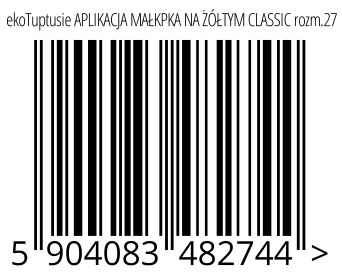 ekoTuptusie APLIKACJA MAŁKPKA NA ŻÓŁTYM CLASSIC rozm.27
5 904083 482744 >